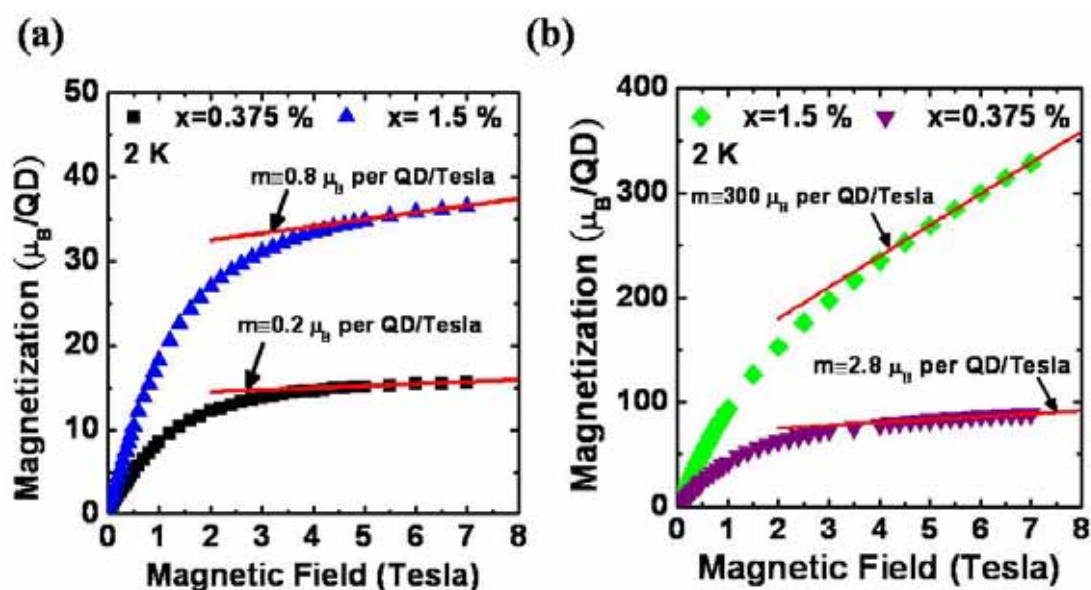 (a)
(b)
50
40
30
20
10
0
0 1 2 3 4 5 6 7 8
Magnetization (μB/QD)
Magnetic Field (Tesla)
■ x=0.375 % ▲ x= 1.5 %
2 K
m≅0.8 μB per QD/Tesla
m≅0.2 μB per QD/Tesla
400
300
200
100
0
0 1 2 3 4 5 6 7 8
Magnetization (μB/QD)
Magnetic Field (Tesla)
◆ x=1.5 % ▼ x=0.375 %
2 K
m≅300 μB per QD/Tesla
m≅2.8 μB per QD/Tesla